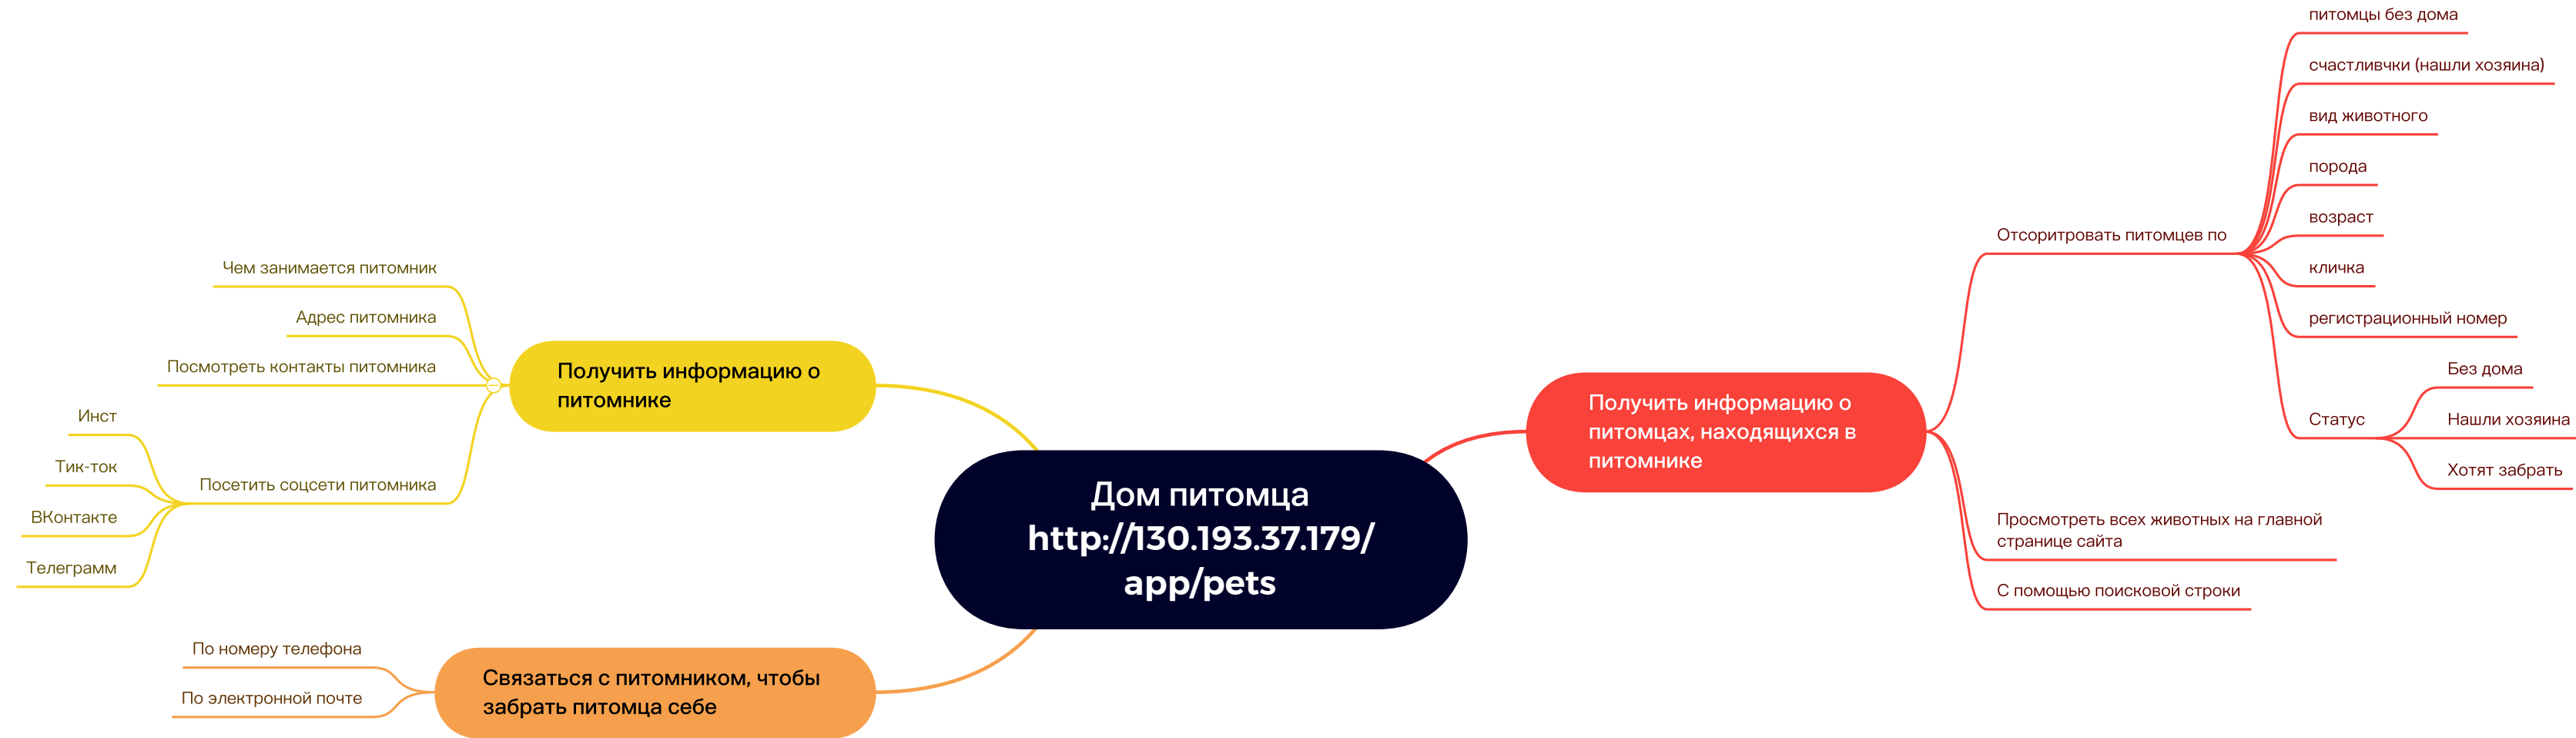 Дом питомца
http://130.193.37.179/
app/pets
Получить информацию о
питомнике
Чем занимается питомник
Адрес питомника
Посмотреть контакты питомника
Посетить соцсети питомника
Инст
Тик-ток
ВКонтакте
Телеграмм
Связаться с питомником, чтобы
забрать питомца себе
По номеру телефона
По электронной почте
Получить информацию о
питомцах, находящихся в
питомнике
Отсоритровать питомцев по
питомцы без дома
счастливчки (нашли хозяина)
вид животного
порода
возраст
кличка
регистрационный номер
Статус
Без дома
Нашли хозяина
Хотят забрать
Просмотреть всех животных на главной
странице сайта
С помощью поисковой строки